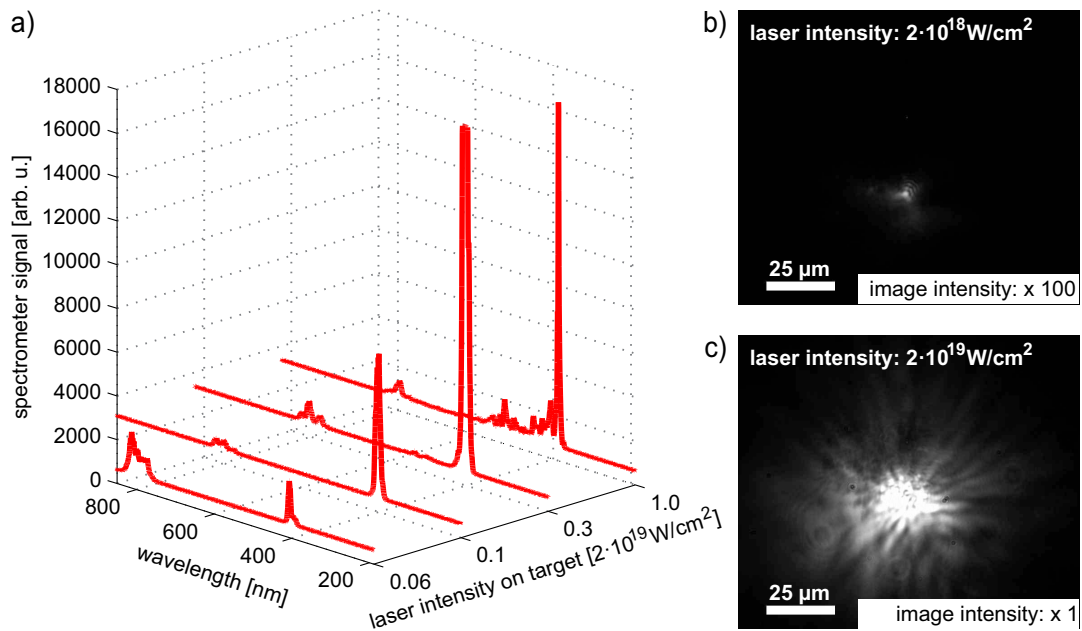 a)
18000
16000
14000
12000
10000
8000
6000
4000
2000
0
spectrometer signal [arb. u.]
800
600
400
200
wavelength [nm]
0.06
0.1
0.3
1.0
laser intensity on target [2·10¹⁹W/cm²]
b)
laser intensity: 2·10¹⁸W/cm²
25 µm
image intensity: x 100
c)
laser intensity: 2·10¹⁹W/cm²
25 µm
image intensity: x 1